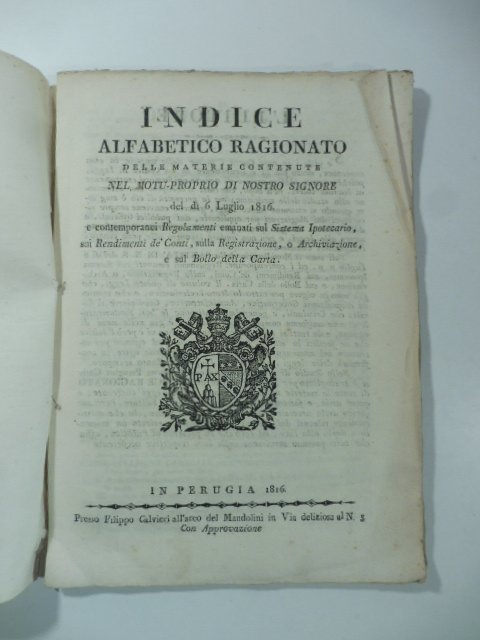 INDICE
ALFABETICO RAGIONATO
DELLE MATERIE CONTENUTE
NEL MOTU-PROPRIO DI NOSTRO SIGNORE
del dì 6 Luglio 1816.
e contemporanei Regolamenti emanati sul Sistema Ipotecario,
sui Rendimenti de' Conti, sulla Registrazione, o Archiviazione,
e sul Bollo della Carta.
PAX
IN PERUGIA 1816.
Presso Filippo Calvieri all'arco del Mandolini in Via deliziosa al N. 5
Con Approvazione